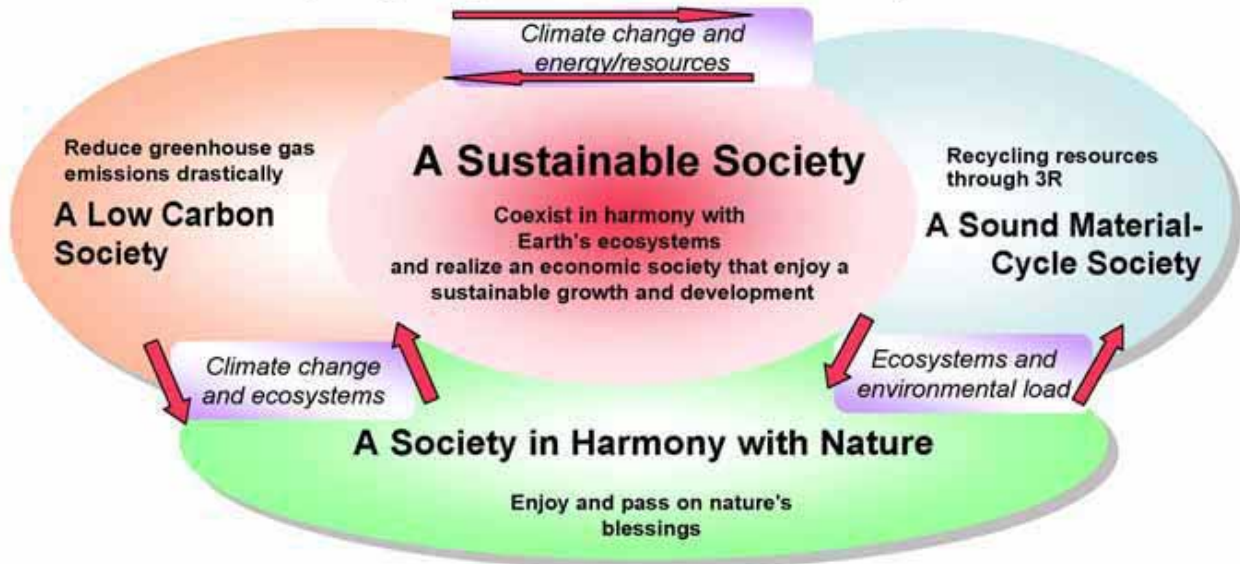 Climate change and
energy/resources
Reduce greenhouse gas
emissions drastically
A Low Carbon
Society
A Sustainable Society
Coexist in harmony with
Earth's ecosystems
and realize an economic society that enjoy a
sustainable growth and development
Recycling resources
through 3R
A Sound Material-
Cycle Society
Climate change
and ecosystems
Ecosystems and
environmental load
A Society in Harmony with Nature
Enjoy and pass on nature's
blessings